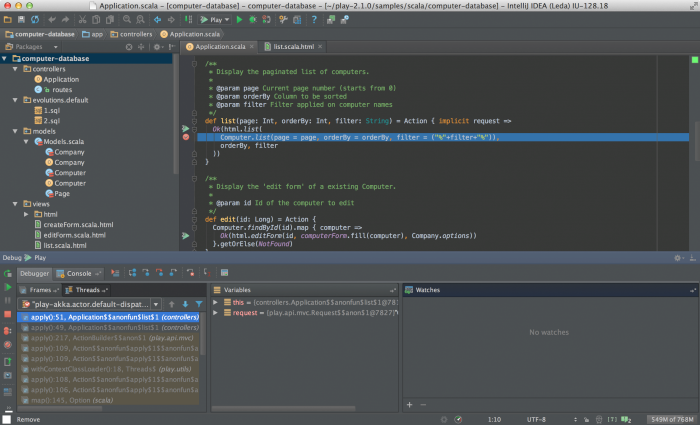 Application.scala - [computer-database] - computer-database - [~/play-2.1.0/samples/scala/computer-database] - IntelliJ IDEA (Leda) IU-128.18
Play
computer-database
app
controllers
Application.scala
Packages
Application.scala
list.scala.html
computer-database
controllers
Application
routes
evolutions.default
1.sql
2.sql
models
Models.scala
Company
Company
Computer
Computer
Page
views
html
createForm.scala.html
editForm.scala.html
list.scala.html
/**
* Display the paginated list of computers.
*
* @param page Current page number (starts from 0)
* @param orderBy Column to be sorted
* @param filter Filter applied on computer names
*/
def list(page: Int, orderBy: Int, filter: String) = Action { implicit request =>
Ok(html.list(
Computer.list(page = page, orderBy = orderBy, filter = ("%"+filter+"%")),
orderBy, filter
))
}
/**
* Display the 'edit form' of a existing Computer.
*
* @param id Id of the computer to edit
*/
def edit(id: Long) = Action {
Computer.findById(id).map { computer =>
Ok(html.editForm(id, computerForm.fill(computer), Company.options))
}.getOrElse(NotFound)
Debug
Play
Debugger
Console
Frames
Threads
Variables
Watches
"play-akka.actor.default-dispat...
apply():51, Application$$anonfun$list$1 (controllers)
apply():49, Application$$anonfun$list$1 (controllers)
apply():217, ActionBuilder$$anon$1 (play.api.mvc)
apply():109, Action$$anonfun$apply$1$$anonfun$a
apply():109, Action$$anonfun$apply$1$$anonfun$a
withContextClassLoader():18, Threads$ (play.utils)
apply():108, Action$$anonfun$apply$1$$anonfun$a
apply():106, Action$$anonfun$apply$1$$anonfun$a
map():145, Option (scala)
this = (controllers.Application$$anonfun$list$1@78
request = (play.api.mvc.Request$$anon$1@7827)
No watches
Remove
1:10
UTF-8
549M of 768M